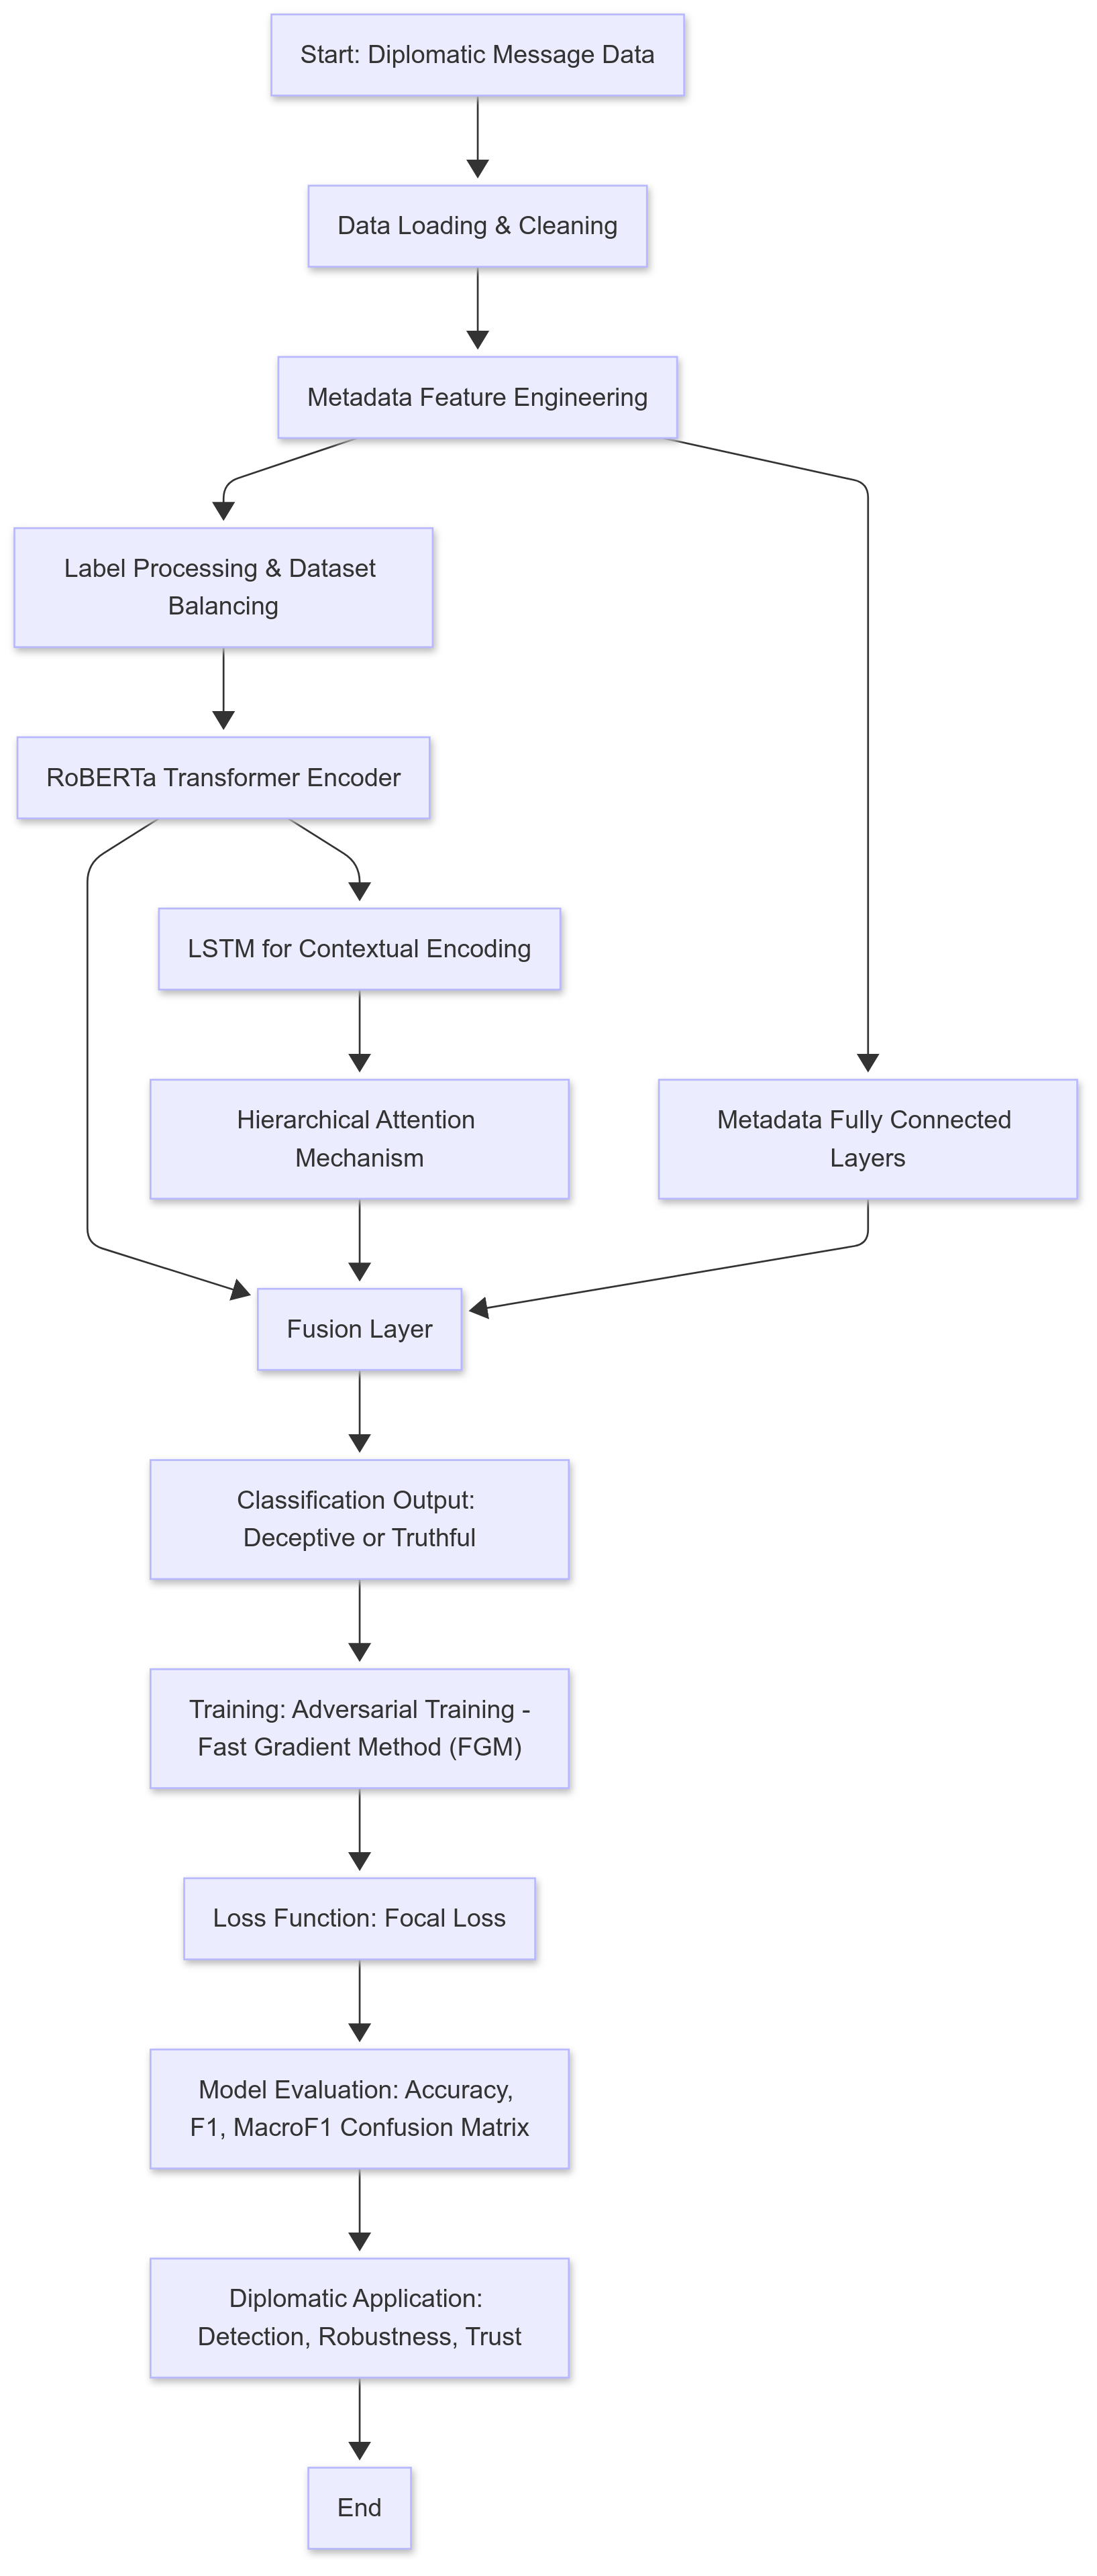 Start: Diplomatic Message Data
Data Loading & Cleaning
Metadata Feature Engineering
Label Processing & Dataset
Balancing
RoBERTa Transformer Encoder
LSTM for Contextual Encoding
Hierarchical Attention
Mechanism
Metadata Fully Connected
Layers
Fusion Layer
Classification Output:
Deceptive or Truthful
Training: Adversarial Training -
Fast Gradient Method (FGM)
Loss Function: Focal Loss
Model Evaluation: Accuracy,
F1, MacroF1 Confusion Matrix
Diplomatic Application:
Detection, Robustness, Trust
End